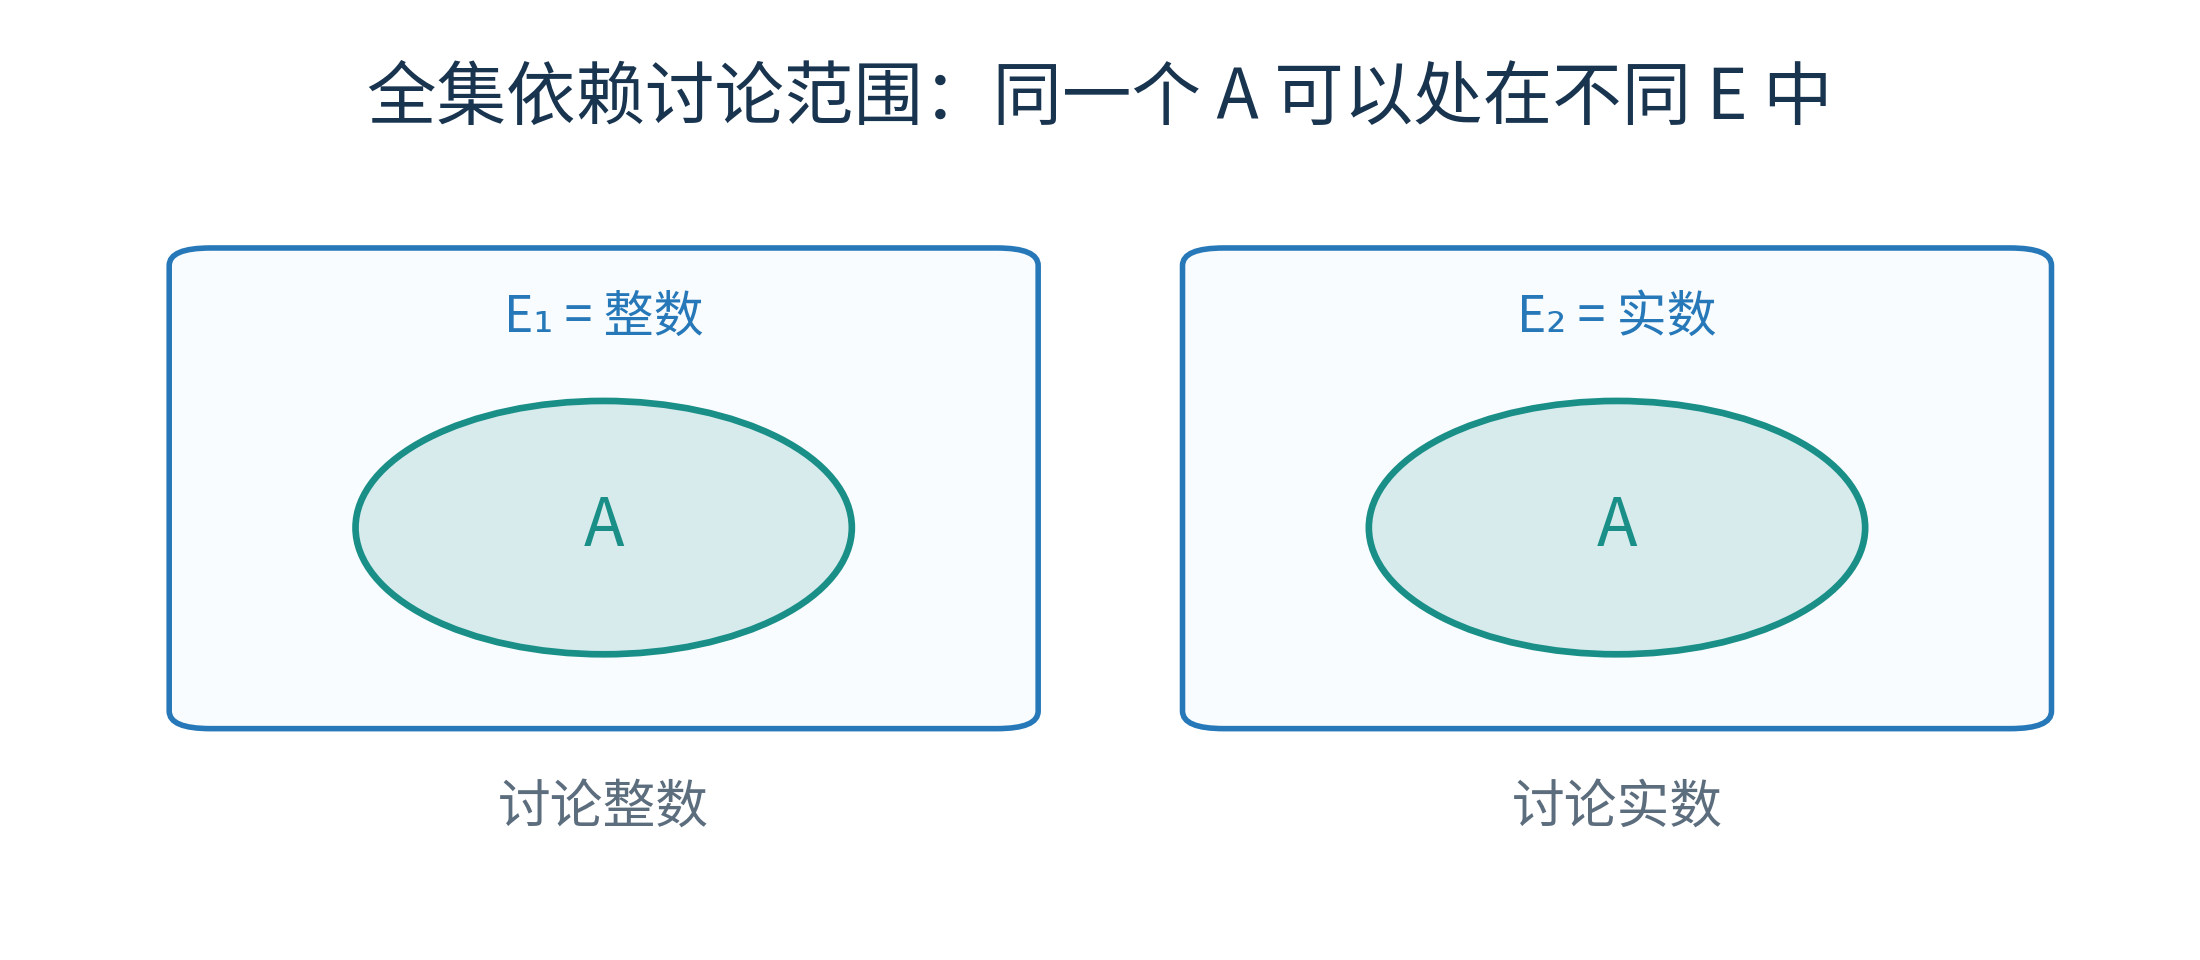 全集依赖讨论范围：同一个 A 可以处在不同 E 中
E₁ = 整数
A
讨论整数
E₂ = 实数
A
讨论实数